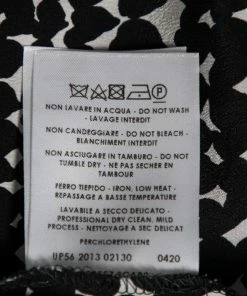 P
NON LAVARE IN ACQUA - DO NOT WASH
- LAVAGE INTERDIT
NON CANDEGGIARE - DO NOT BLEACH -
BLANCHIMENT INTERDIT
NON ASCIUGARE IN TAMBURO - DO NOT
TUMBLE DRY - NE PAS SECHER EN
TAMBOUR
FERRO TIEPIDO - IRON, LOW HEAT -
REPASSAGE A BASSE TEMPERATURE
LAVABILE A SECCO DELICATO -
PROFESSIONAL DRY CLEAN. MILD
PROCESS - NETTOYAGE A SEC DELICAT
PERCHLORETHYLENE
UP56 2013 02130 0420